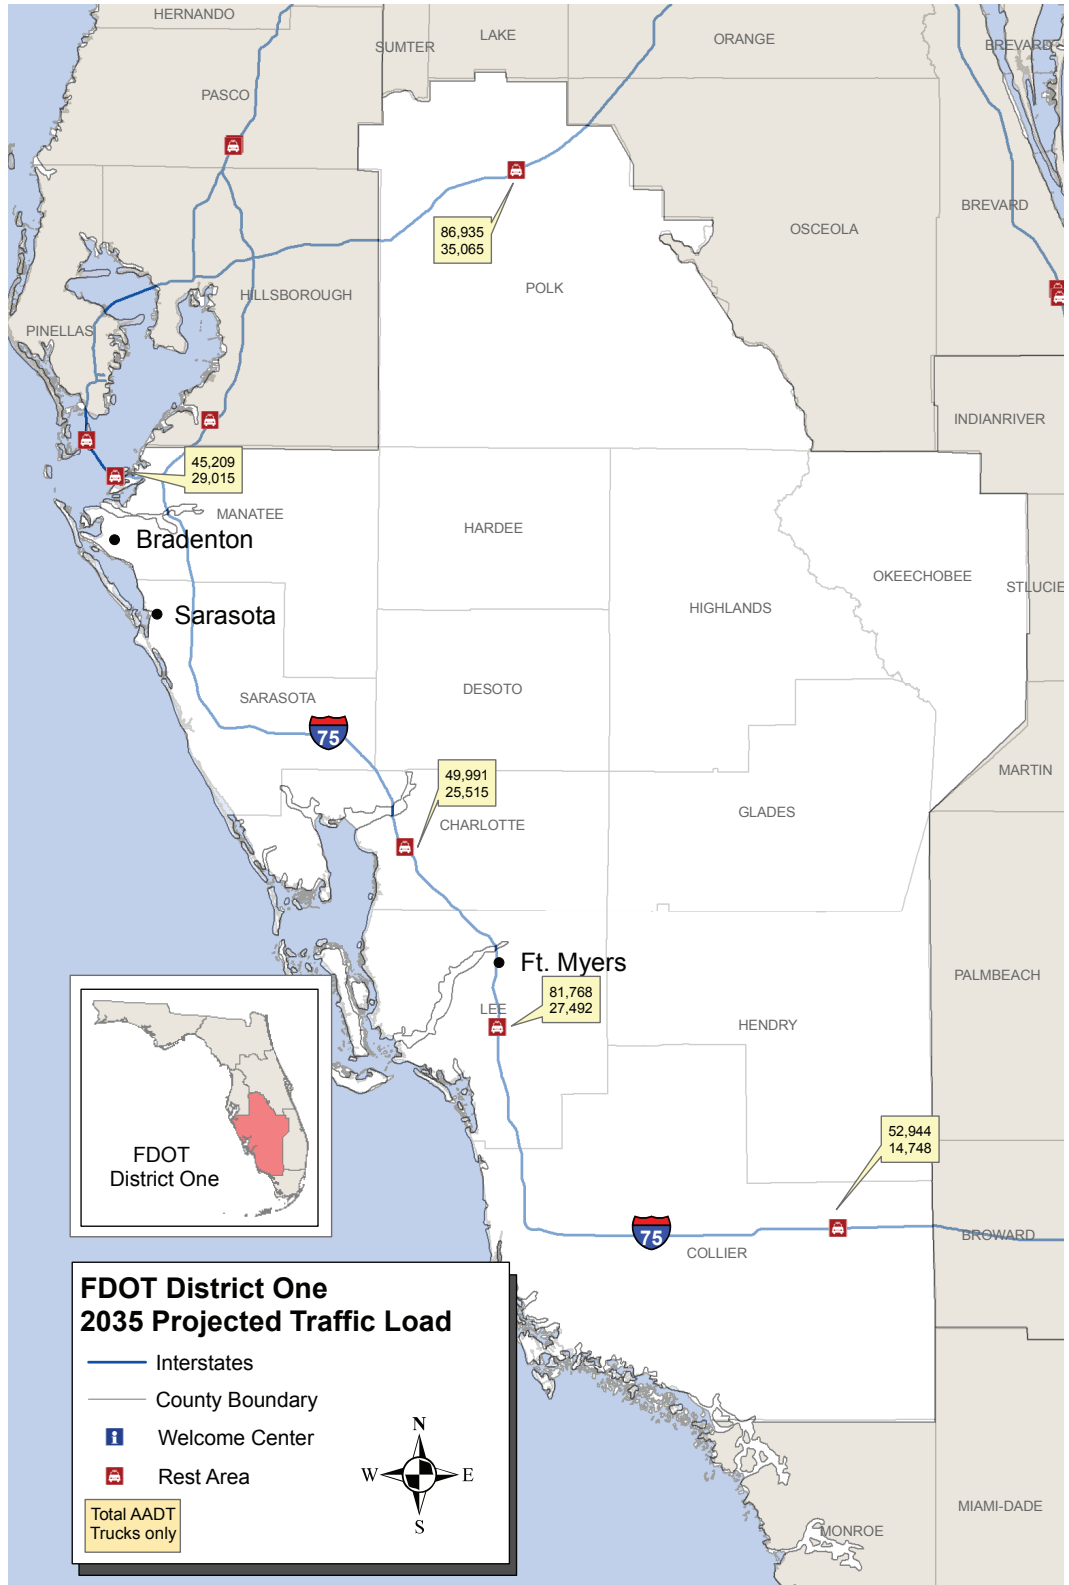 HERNANDO
LAKE
ORANGE
SUMTER
BREVARD
PASCO
BREVARD
OSCEOLA
86,935
35,065
POLK
HILLSBOROUGH
PINELLAS
INDIANRIVER
45,209
29,015
MANATEE
HARDEE
Bradenton
OKEECHOBEE
STLUCIE
HIGHLANDS
Sarasota
DESOTO
SARASOTA
75
MARTIN
49,991
25,515
GLADES
CHARLOTTE
Ft. Myers
PALMBEACH
81,768
27,492
LEE
HENDRY
52,944
14,748
FDOT
District One
75
BROWARD
COLLIER
FDOT District One
2035 Projected Traffic Load
Interstates
County Boundary
Welcome Center
Rest Area
Total AADT
Trucks only
N
W
E
S
MIAMI-DADE
MONROE